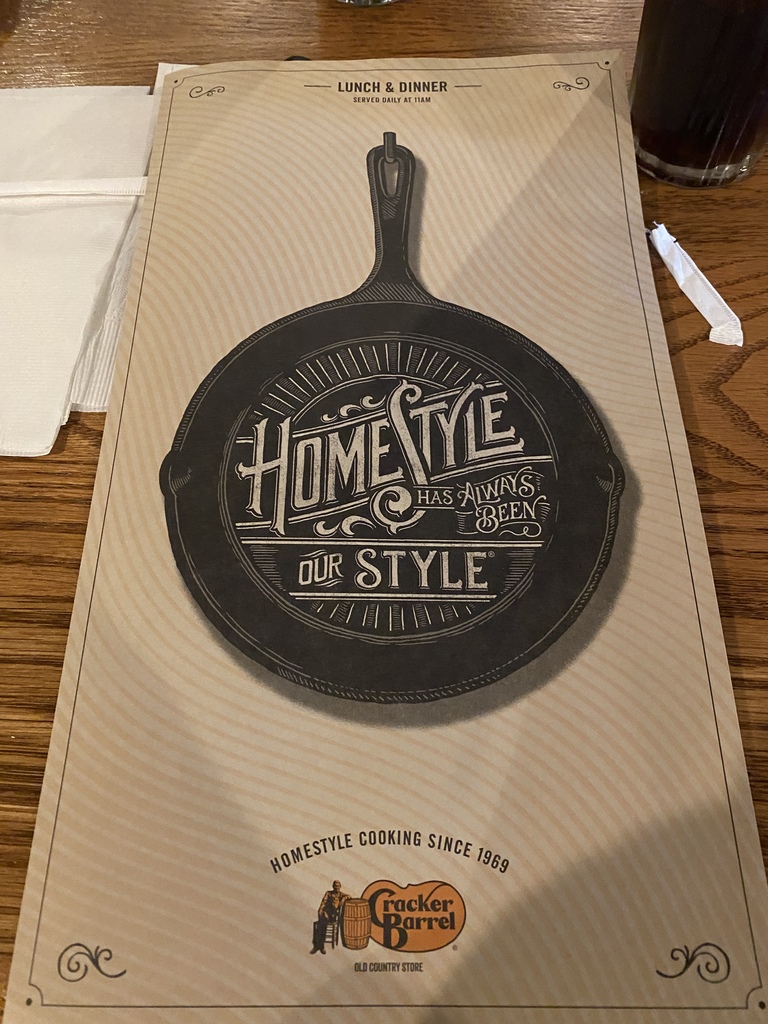 LUNCH & DINNER
SERVED DAILY AT 11AM
HOMESTYLE
HAS ALWAYS
BEEN
OUR STYLE®
HOMESTYLE COOKING SINCE 1969
Cracker
Barrel®
OLD COUNTRY STORE